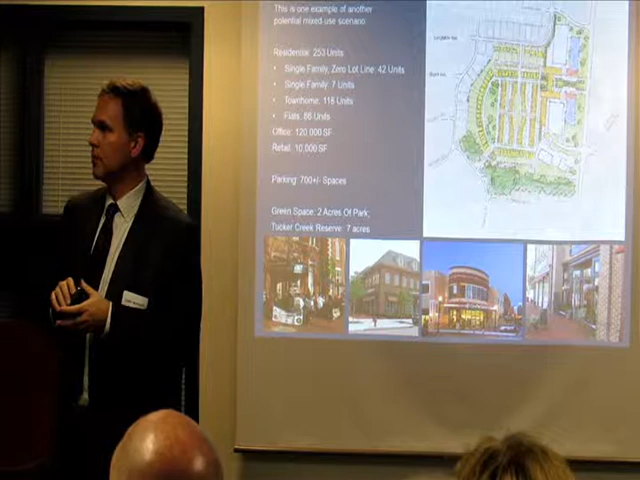 This is one example of another
potential mixed-use scenario:
Residential: 253 Units
• Single Family, Zero Lot Line: 42 Units
• Single Family: 7 Units
• Townhome: 118 Units
• Flats: 86 Units
Office: 120,000 SF
Retail: 10,000 SF
Parking: 700+/- Spaces
Green Space: 2 Acres Of Park;
Tucker Creek Reserve: 7 acres